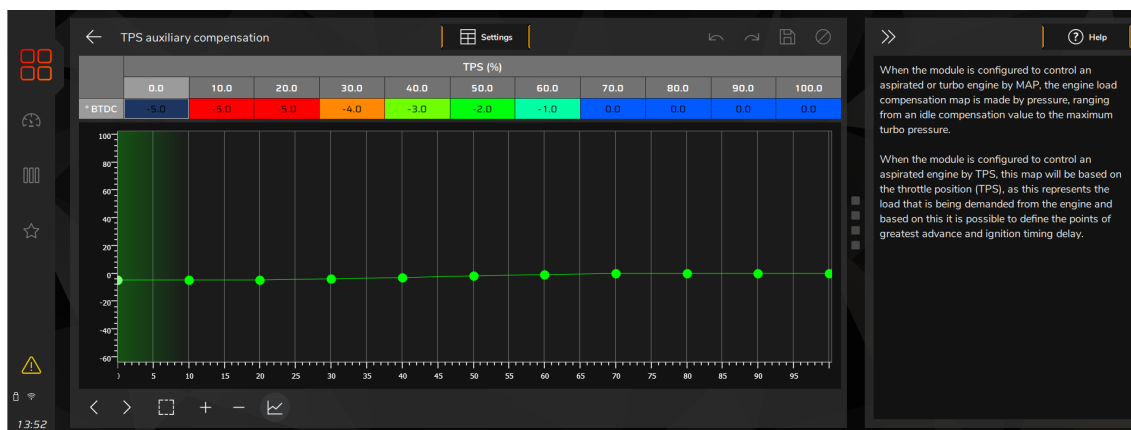 TPS auxiliary compensation
Settings
Help
TPS (%)
0.0 10.0 20.0 30.0 40.0 50.0 60.0 70.0 80.0 90.0 100.0
° BTDC -5.0 -5.0 -5.0 -4.0 -3.0 -2.0 -1.0 0.0 0.0 0.0 0.0
100
80
60
40
20
0
-20
-40
-60
5 10 15 20 25 30 35 40 45 50 55 60 65 70 75 80 85 90 95
When the module is configured to control an
aspirated or turbo engine by MAP, the engine load
compensation map is made by pressure, ranging
from an idle compensation value to the maximum
turbo pressure.
When the module is configured to control an
aspirated engine by TPS, this map will be based on
the throttle position (TPS), as this represents the
load that is being demanded from the engine and
based on this it is possible to define the points of
greatest advance and ignition timing delay.
13:52